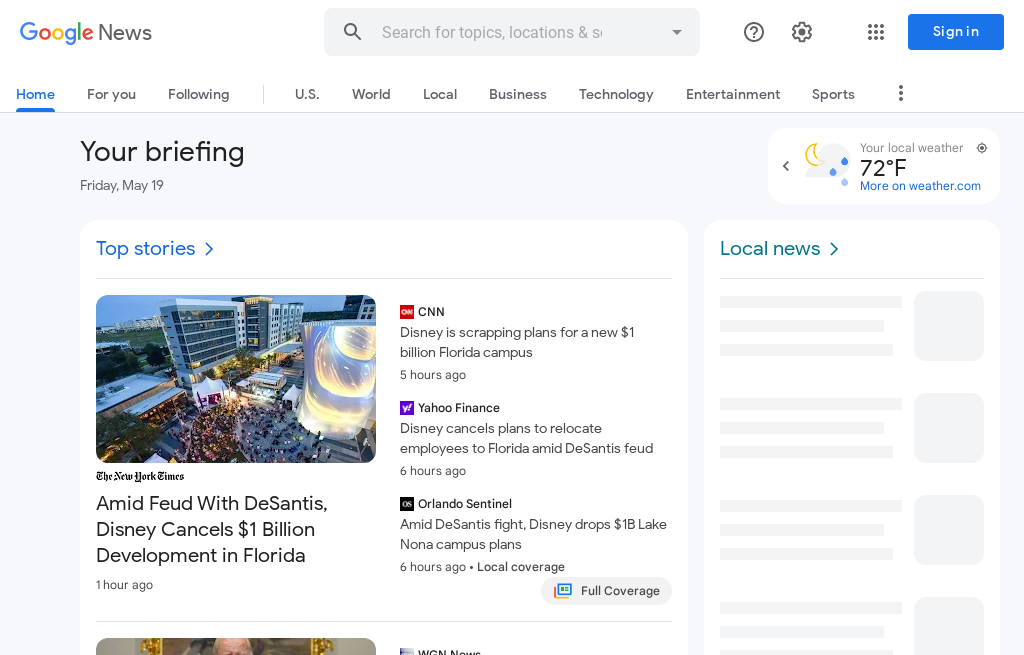 Google News
Search for topics, locations & so
Sign in
Home
For you
Following
U.S.
World
Local
Business
Technology
Entertainment
Sports
Your briefing
Friday, May 19
Your local weather
72°F
More on weather.com
Top stories
The New York Times
Amid Feud With DeSantis,
Disney Cancels $1 Billion
Development in Florida
1 hour ago
CNN
Disney is scrapping plans for a new $1
billion Florida campus
5 hours ago
Yahoo Finance
Disney cancels plans to relocate
employees to Florida amid DeSantis feud
6 hours ago
OS Orlando Sentinel
Amid DeSantis fight, Disney drops $1B Lake
Nona campus plans
6 hours ago • Local coverage
Full Coverage
WGN News
Local news